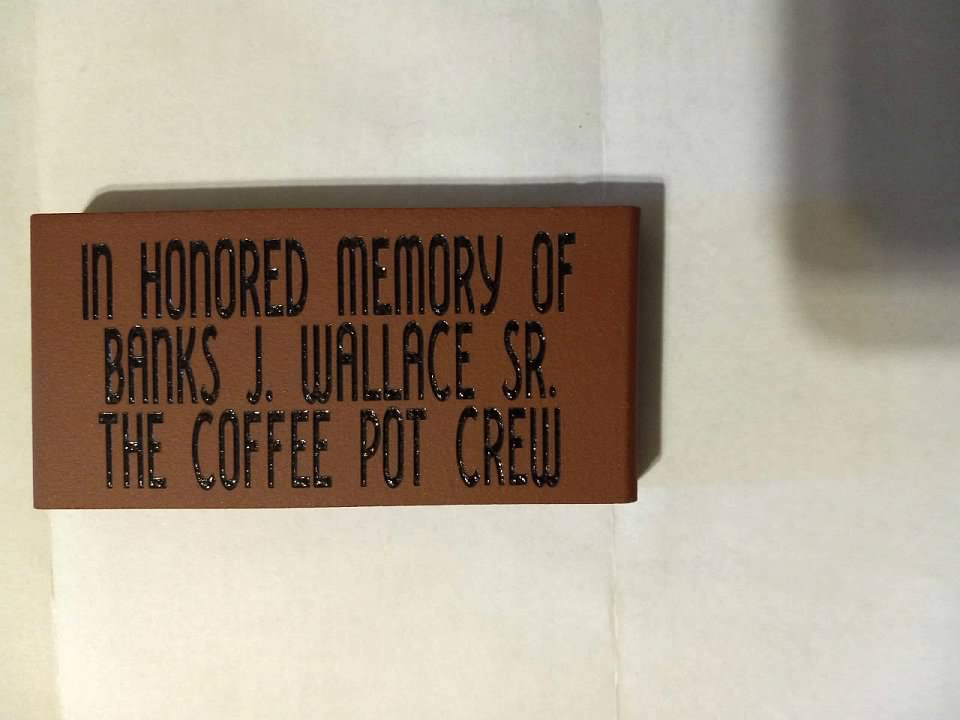 IN HONORED MEMORY OF
BANKS J. WALLACE SR.
THE COFFEE POT CREW